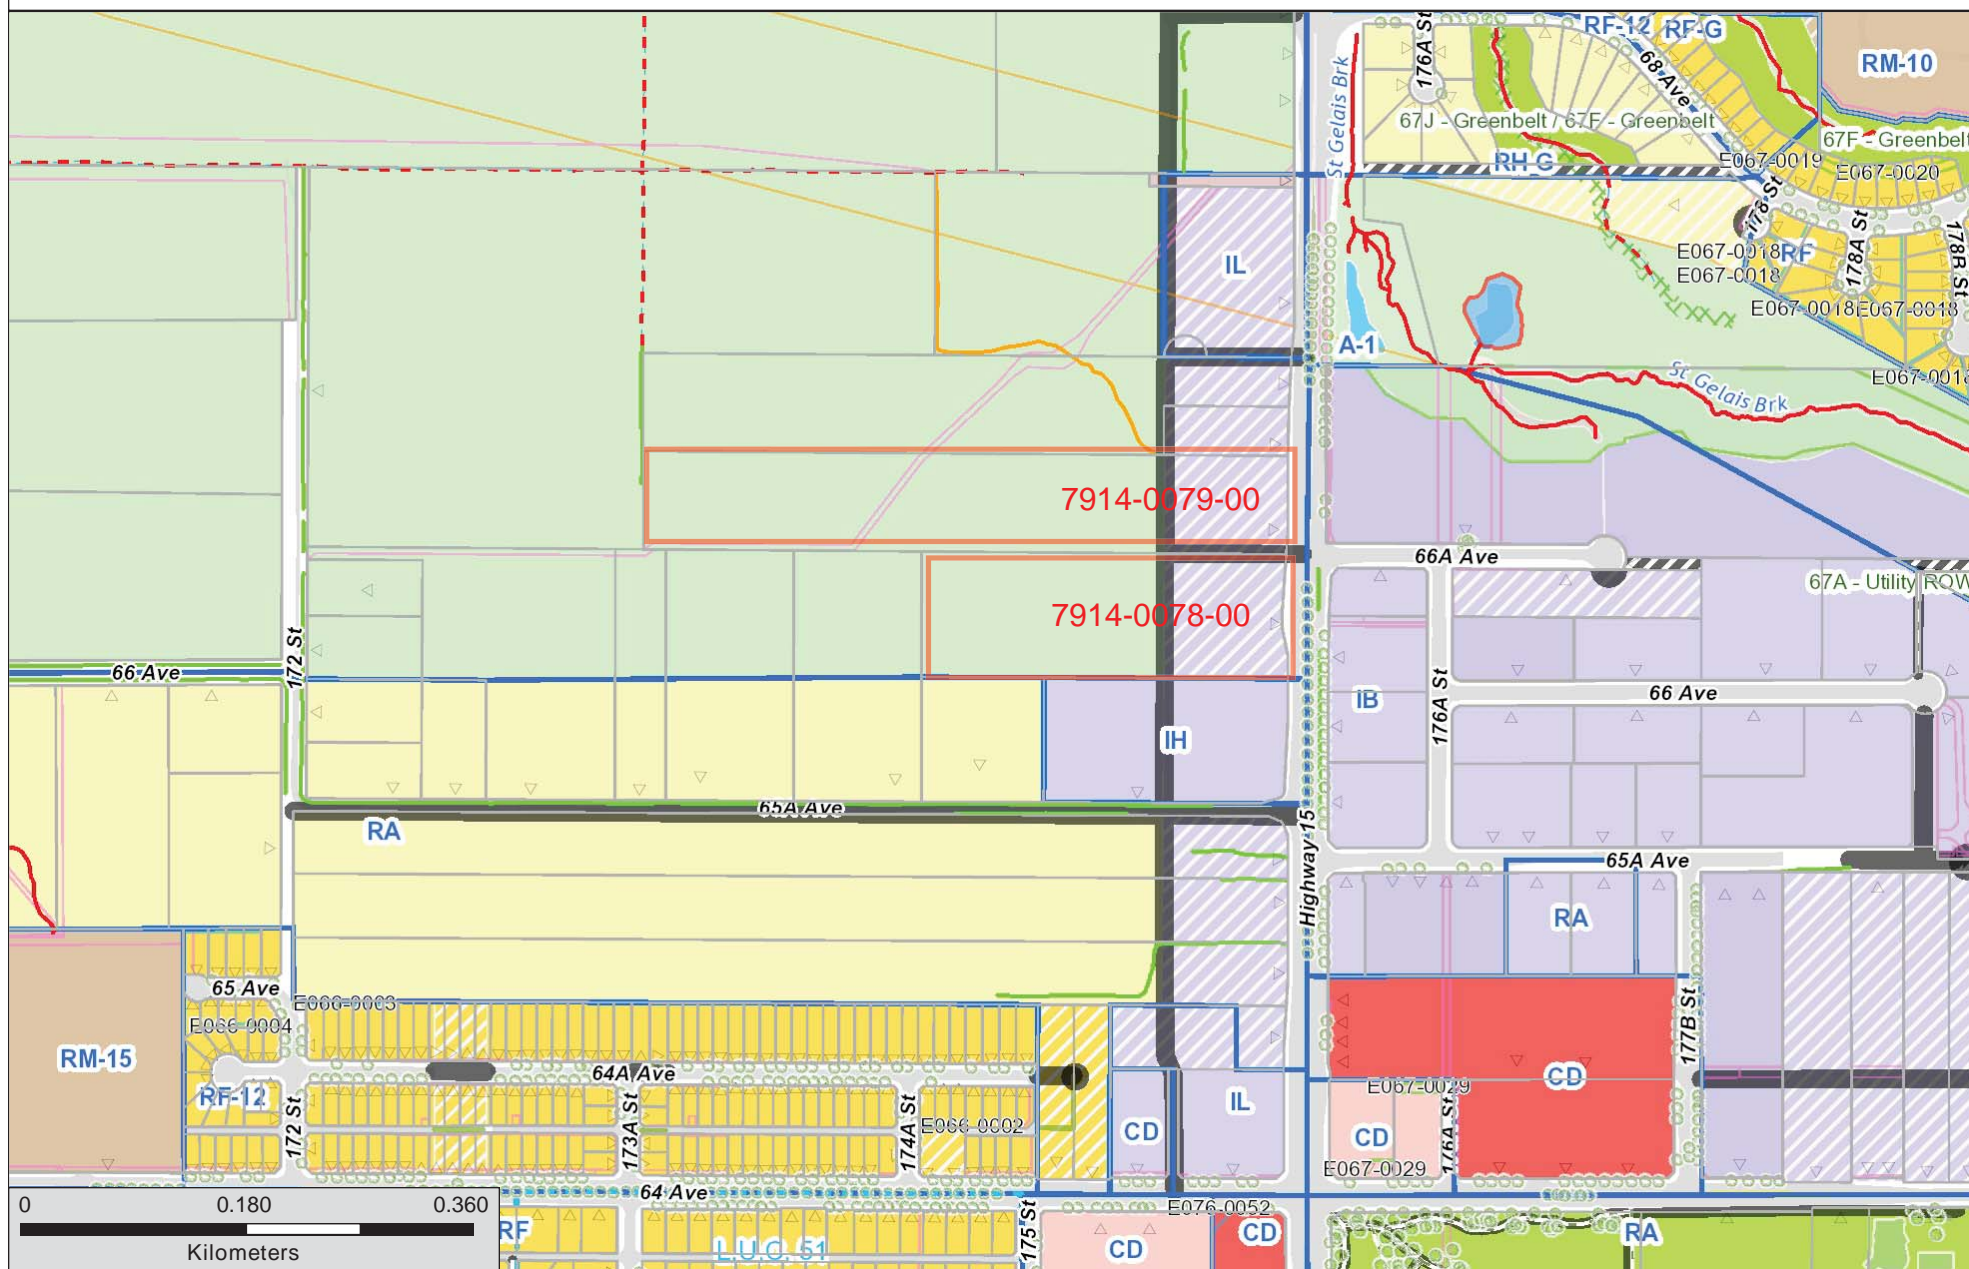 176A St
RF-12
RF-G
68 Ave
RM-10
St Gelais Brk
67J - Greenbelt / 67F - Greenbelt
67F - Greenbelt
RH-G
E067-0019
E067-0020
178 St
178A St
178B St
E067-0018
RF
E067-0018
IL
E067-0018
E067-0018
A-1
St Gelais Brk
E067-001
7914-0079-00
66A Ave
67A - Utility ROW
7914-0078-00
172 St
66 Ave
66 Ave
176A St
IB
IH
65A Ave
RA
Highway 15
65A Ave
RA
65 Ave
E066-0003
E066-0004
177B St
RM-15
64A Ave
CD
E067-0029
RF-12
172 St
173A St
174A St
E066-0002
CD
IL
CD
176A St
E067-0029
64 Ave
E076-0052
0 0.180 0.360
Kilometers
RF
L.U.C. 51
175 St
CD
CD
RA